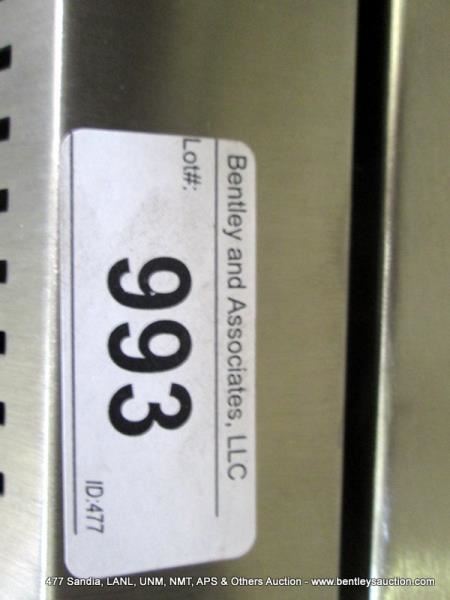 Bentley and Associates, LLC
Lot#:
993
ID:477
477 Sandia, LANL, UNM, NMT, APS & Others Auction - www.bentleysauction.com